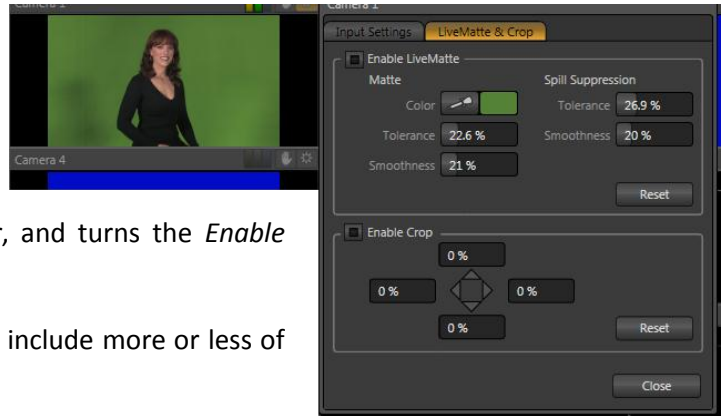 Camera 1
Camera 1
Input Settings LiveMatte & Crop
Enable LiveMatte
Matte Spill Suppression
Color Tolerance 26.9 %
Tolerance 22.6 % Smoothness 20 %
Smoothness 21 %
Reset
Camera 4
, and turns the Enable
Enable Crop
0 %
0 % 0 %
0 % Reset
include more or less of
Close